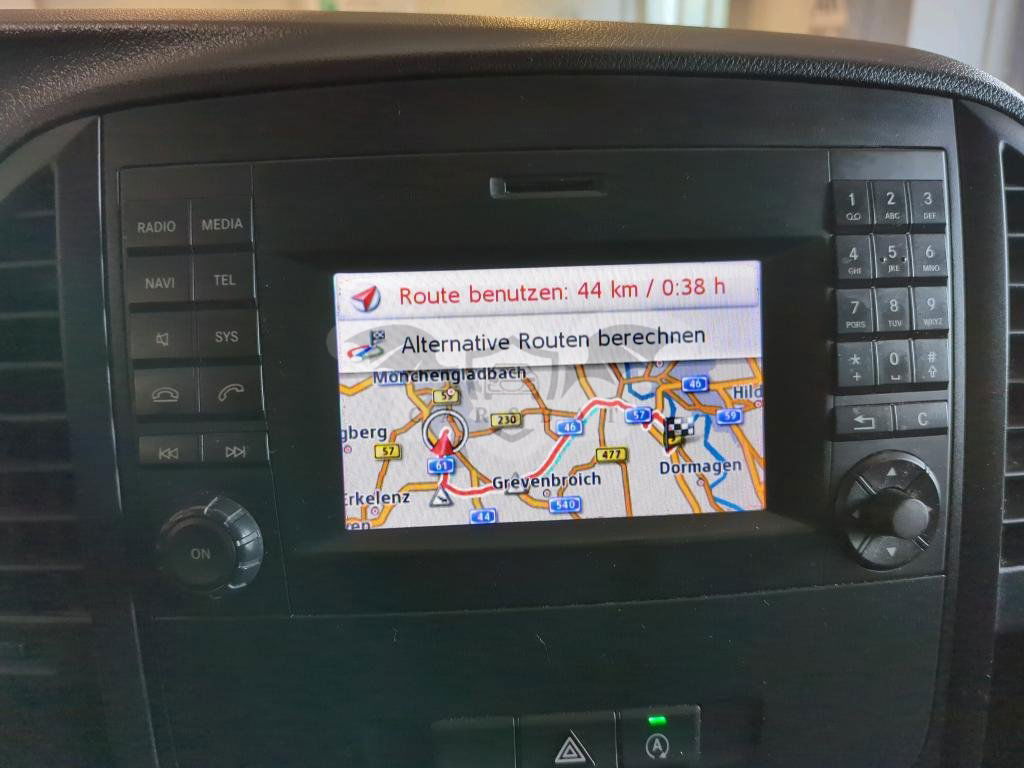 RADIO MEDIA
NAVI TEL
SYS
ON
Route benutzen: 44 km / 0:38 h
Alternative Routen berechnen
Mönchengladbach
59
46
Hild
230
57
59
46
gberg
57
477
61
Dormagen
Grevenbroich
Erkelenz
540
44
1 2 ABC 3 DEF
4 GHI 5 JKL 6 MNO
7 PQRS 8 TUV 9 WXYZ
* 0 #
+
C
A